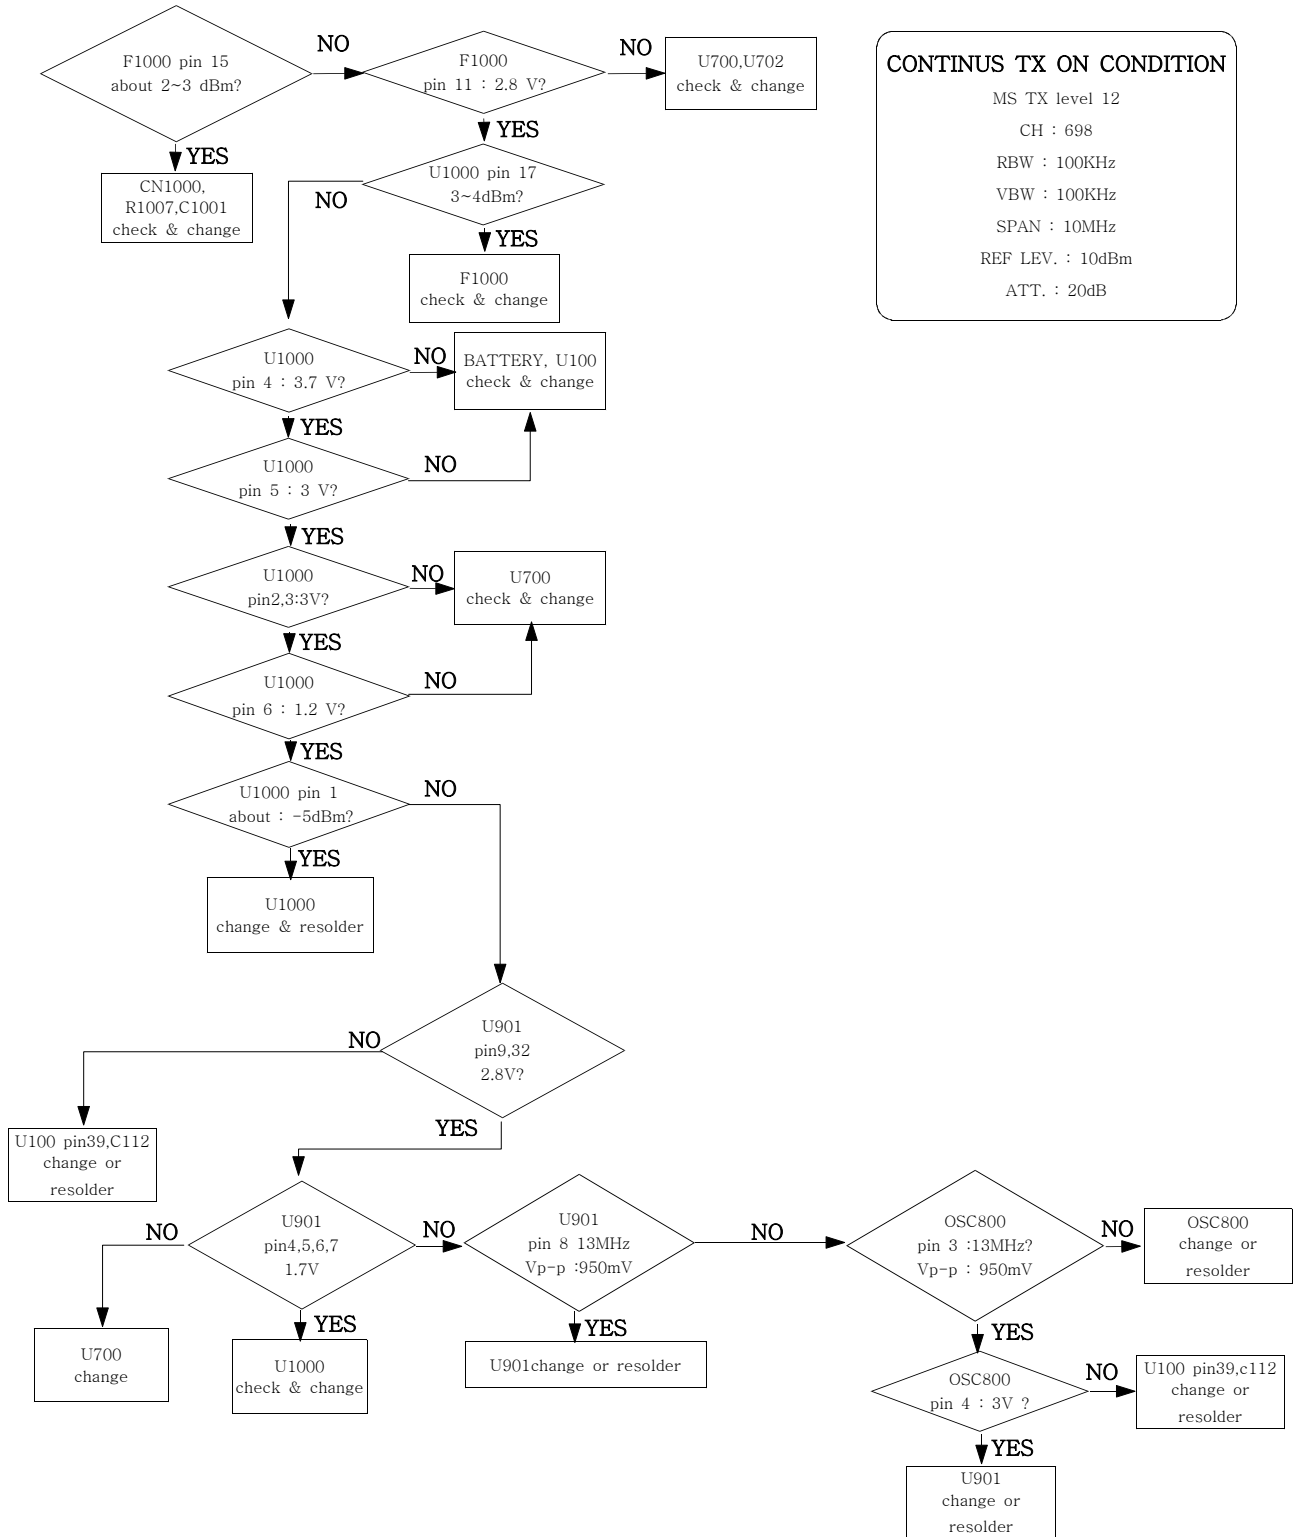 F1000 pin 15
about 2~3 dBm?
NO
F1000
pin 11 : 2.8 V?
NO
U700,U702
check & change
YES
CN1000,
R1007,C1001
check & change
YES
U1000 pin 17
3~4dBm?
NO
YES
F1000
check & change
CONTINUS TX ON CONDITION
MS TX level 12
CH : 698
RBW : 100KHz
VBW : 100KHz
SPAN : 10MHz
REF LEV. : 10dBm
ATT. : 20dB
U1000
pin 4 : 3.7 V?
NO
BATTERY, U100
check & change
YES
U1000
pin 5 : 3 V?
NO
YES
U1000
pin2,3:3V?
NO
U700
check & change
YES
U1000
pin 6 : 1.2 V?
NO
YES
U1000 pin 1
about : -5dBm?
NO
YES
U1000
change & resolder
U901
pin9,32
2.8V?
NO
U100 pin39,C112
change or
resolder
YES
U901
pin4,5,6,7
1.7V
NO
U700
change
YES
U1000
check & change
NO
U901
pin 8 13MHz
Vp-p :950mV
YES
U901change or resolder
NO
OSC800
pin 3 :13MHz?
Vp-p : 950mV
NO
OSC800
change or
resolder
YES
OSC800
pin 4 : 3V ?
NO
U100 pin39,c112
change or
resolder
YES
U901
change or
resolder